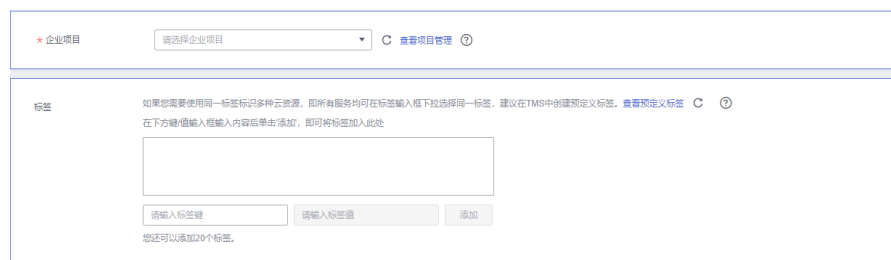 * 企业项目 请选择企业项目 查看项目管理 ?
标签 如果您需要使用同一标签标识多种云资源，即所有服务均可在标签输入框下拉选择同一标签，建议在TMS中创建预定义标签。查看预定义标签 ?
在下方键/值输入框输入内容后单击'添加'，即可将标签加入此处
请输入标签键 请输入标签值 添加
您还可以添加20个标签。